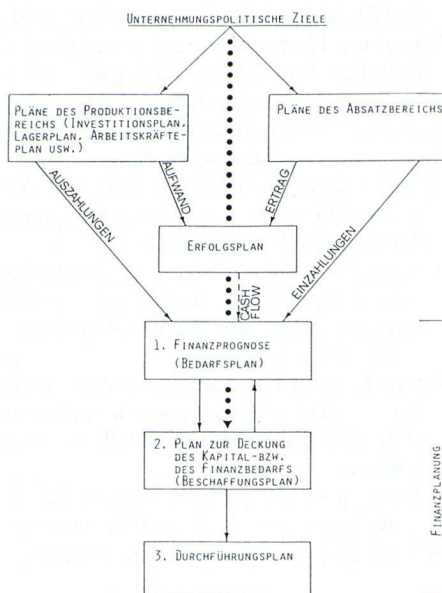 UNTERNEHMUNGSPOLITISCHE ZIELE
PLÄNE DES PRODUKTIONSBE-
REICHS (INVESTITIONSPLAN,
LAGERPLAN, ARBEITSKRÄFTE-
PLAN USW.)
PLÄNE DES ABSATZBEREICHS
AUSZAHLUNGEN
AUFWAND
ERTRAG
EINZAHLUNGEN
ERFOLGSPLAN
CASH
FLOW
1. FINANZPROGNOSE
(BEDARFSPLAN)
2. PLAN ZUR DECKUNG
DES KAPITAL-BZW.
DES FINANZBEDARFS
(BESCHAFFUNGSPLAN)
3. DURCHFÜHRUNGSPLAN
FINANZPLANUNG